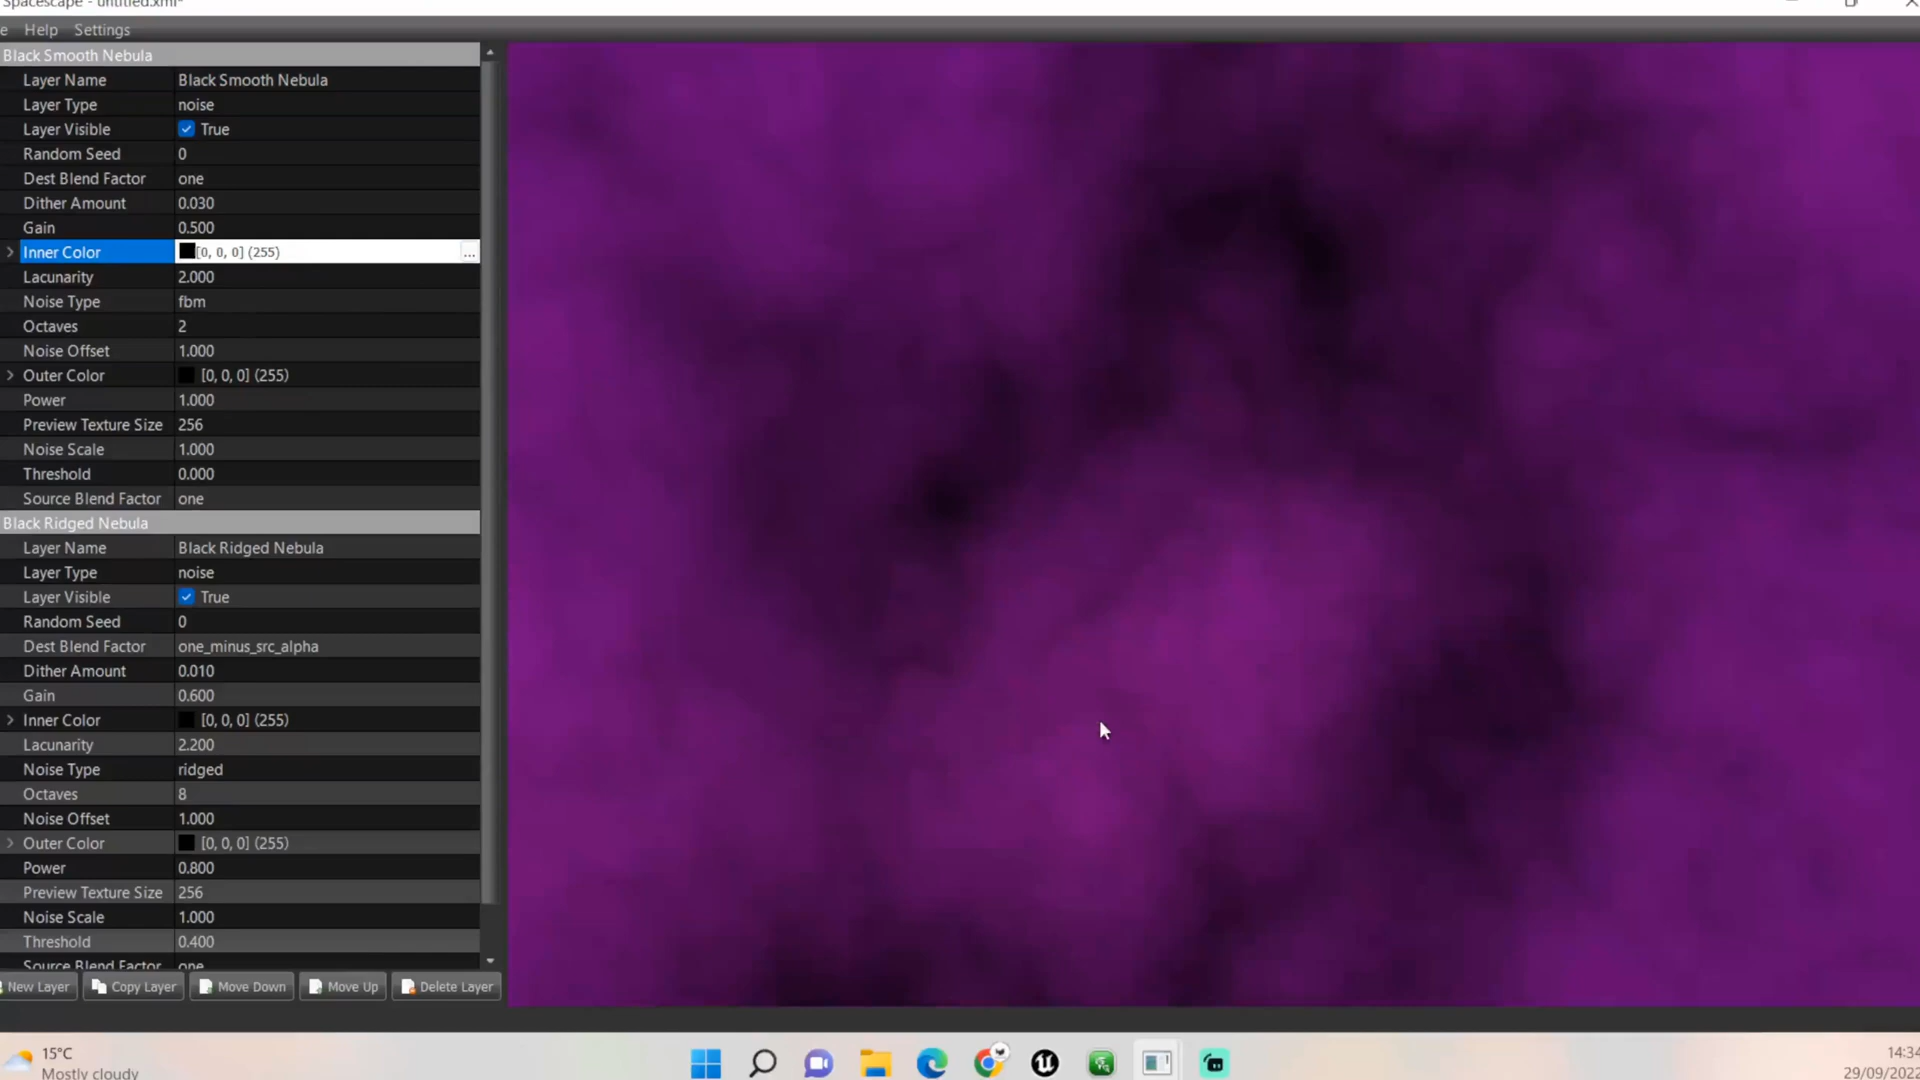 Spacescape - untitled.xml*
e Help Settings
Black Smooth Nebula
Layer Name Black Smooth Nebula
Layer Type noise
Layer Visible True
Random Seed 0
Dest Blend Factor one
Dither Amount 0.030
Gain 0.500
Inner Color [0, 0, 0] (255) ...
Lacunarity 2.000
Noise Type fbm
Octaves 2
Noise Offset 1.000
Outer Color [0, 0, 0] (255)
Power 1.000
Preview Texture Size 256
Noise Scale 1.000
Threshold 0.000
Source Blend Factor one
Black Ridged Nebula
Layer Name Black Ridged Nebula
Layer Type noise
Layer Visible True
Random Seed 0
Dest Blend Factor one_minus_src_alpha
Dither Amount 0.010
Gain 0.600
Inner Color [0, 0, 0] (255)
Lacunarity 2.200
Noise Type ridged
Octaves 8
Noise Offset 1.000
Outer Color [0, 0, 0] (255)
Power 0.800
Preview Texture Size 256
Noise Scale 1.000
Threshold 0.400
Source Blend Factor one
New Layer Copy Layer Move Down Move Up Delete Layer
15°C
Mostly cloudy
14:34
29/09/2022